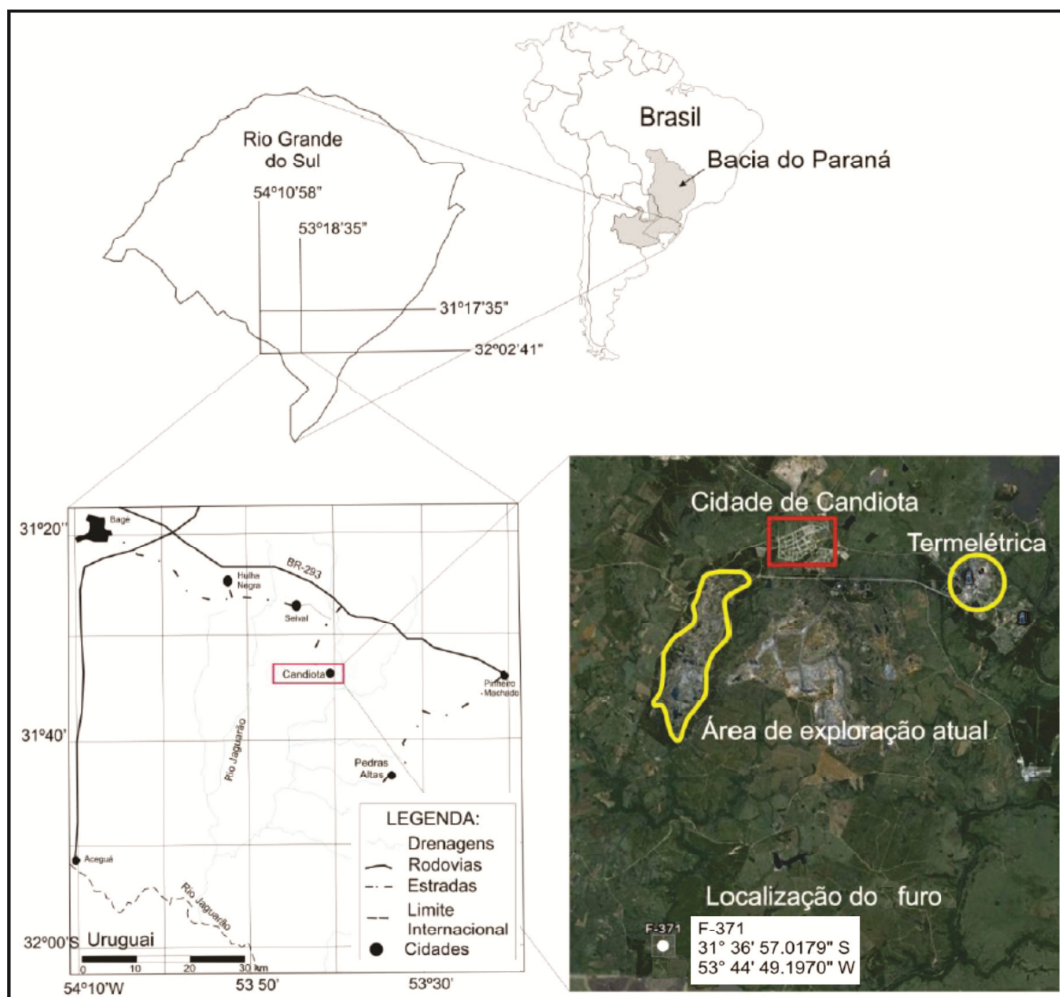 Rio Grande
do Sul
54º10'58"
53º18'35"
31º17'35"
32º02'41"
Brasil
Bacia do Paraná
31º20''
31º40'
32º00'S
54º10'W
53 50'
53º30'
Bagé
BR-293
Hulha
Negra
Seival
Candiota
Pinheiro
Machado
Rio Jaguarão
Pedras
Altas
Aceguá
Rio Jaguarão
Uruguai
0 10 20 30 Km
LEGENDA:
Drenagens
Rodovias
Estradas
Limite
Internacional
Cidades
Cidade de Candiota
Termelétrica
Área de exploração atual
Localização do furo
F-371
F-371
31° 36' 57.0179" S
53° 44' 49.1970" W